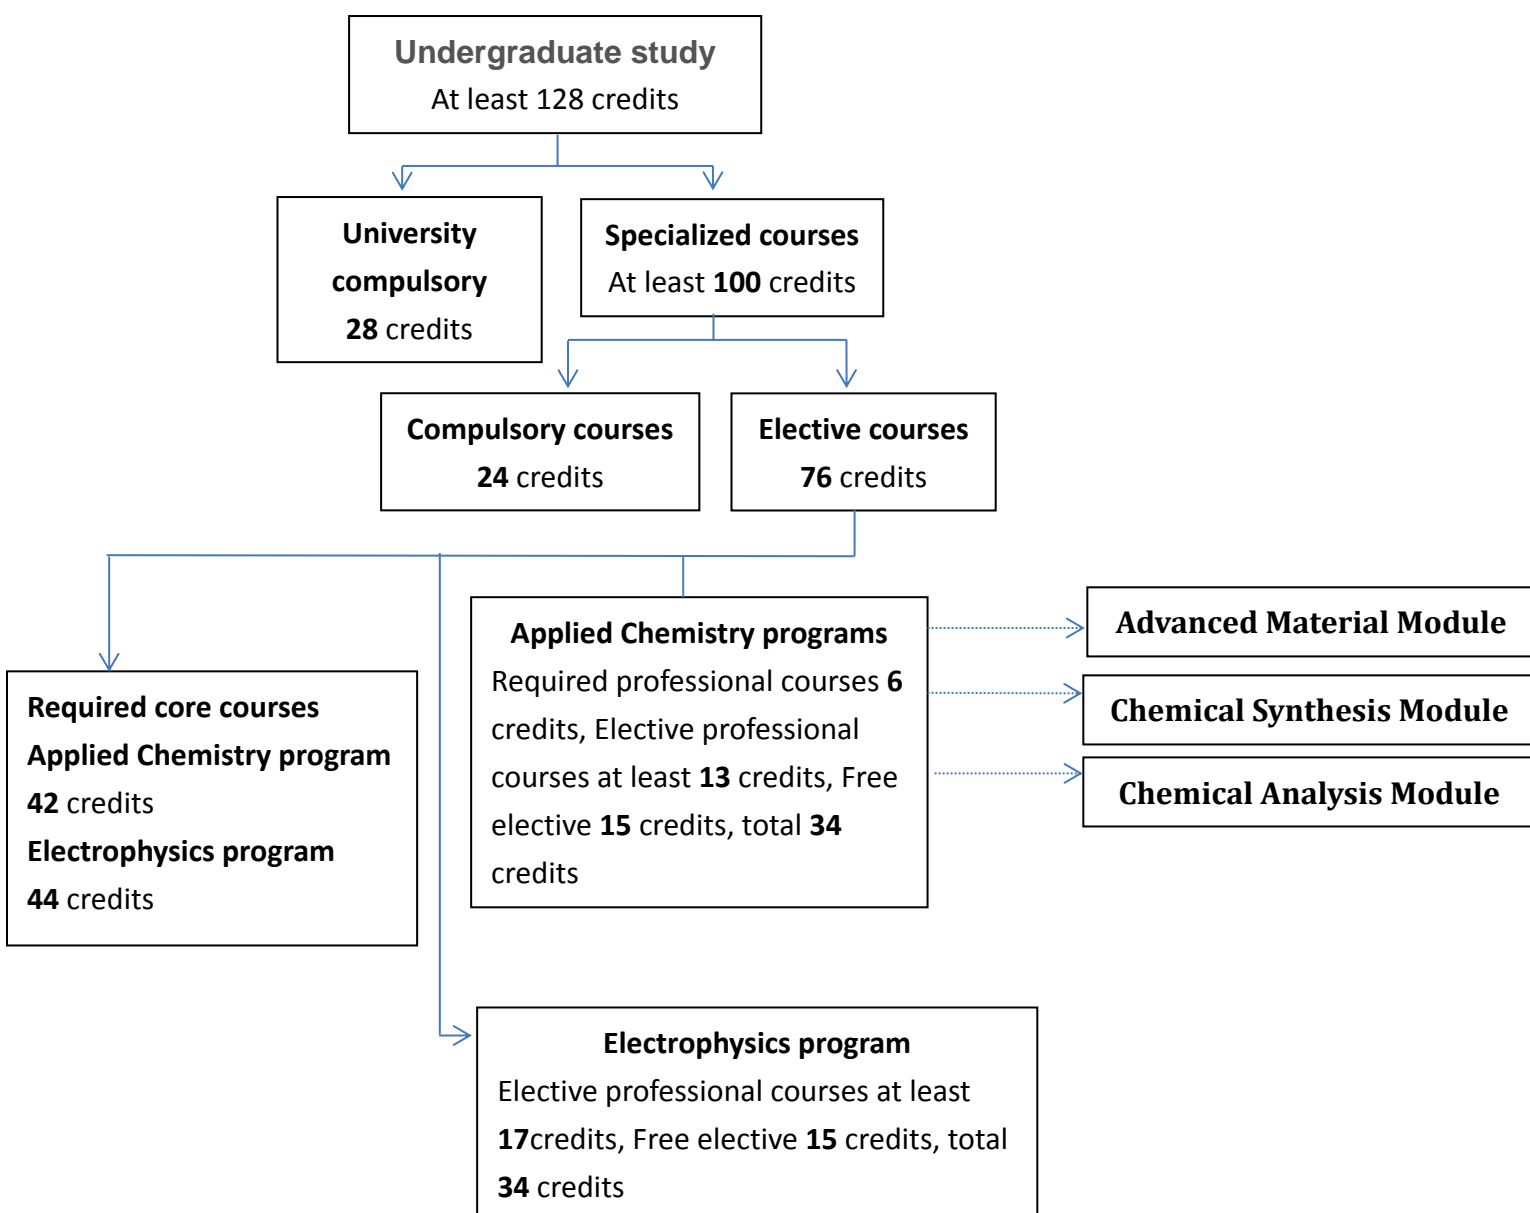 Undergraduate study
At least 128 credits
University
compulsory
28 credits
Specialized courses
At least 100 credits
Compulsory courses
24 credits
Elective courses
76 credits
Required core courses
Applied Chemistry program
42 credits
Electrophysics program
44 credits
Applied Chemistry programs
Required professional courses 6
credits, Elective professional
courses at least 13 credits, Free
elective 15 credits, total 34
credits
Advanced Material Module
Chemical Synthesis Module
Chemical Analysis Module
Electrophysics program
Elective professional courses at least
17credits, Free elective 15 credits, total
34 credits